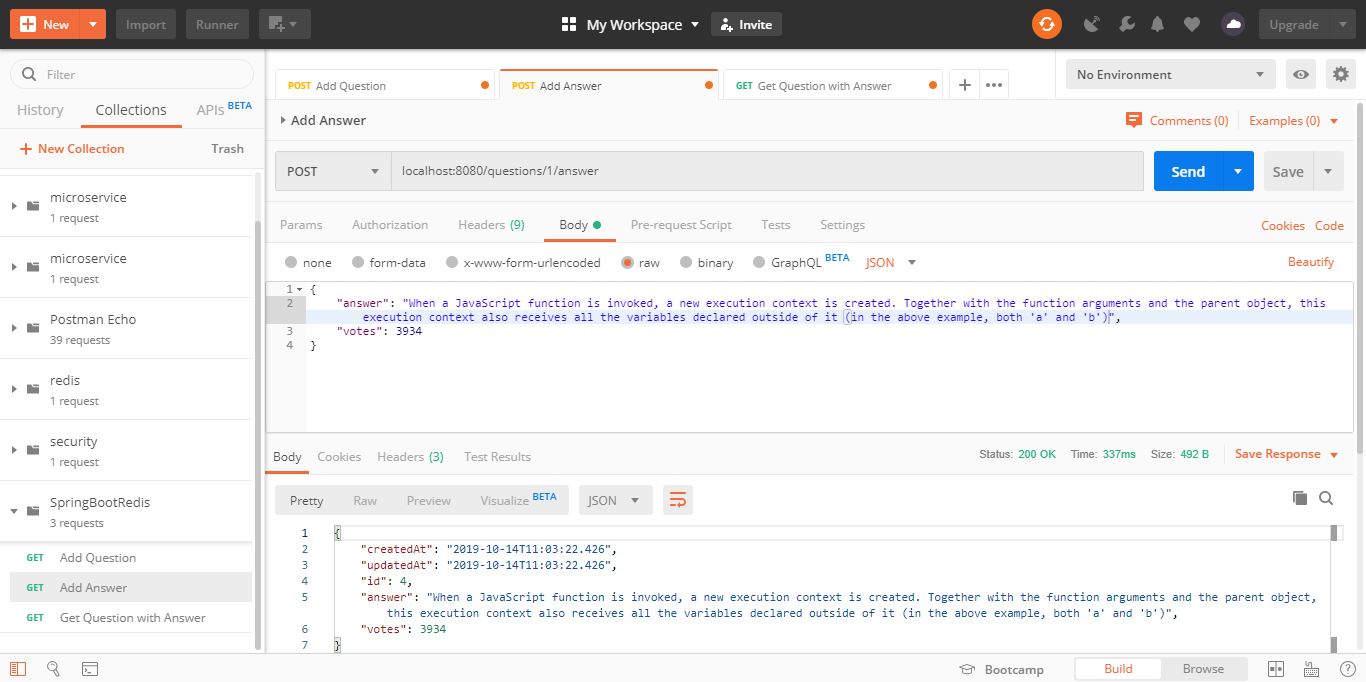 New
Import
Runner
My Workspace
Invite
Upgrade
Filter
History
Collections
APIs BETA
New Collection
Trash
microservice
1 request
microservice
1 request
Postman Echo
39 requests
redis
1 request
security
1 request
SpringBootRedis
3 requests
GET Add Question
GET Add Answer
GET Get Question with Answer
POST Add Question
POST Add Answer
GET Get Question with Answer
No Environment
Add Answer
Comments (0)
Examples (0)
POST
localhost:8080/questions/1/answer
Send
Save
Params
Authorization
Headers (9)
Body
Pre-request Script
Tests
Settings
Cookies
Code
none
form-data
x-www-form-urlencoded
raw
binary
GraphQL BETA
JSON
Beautify
1 {
2 "answer": "When a JavaScript function is invoked, a new execution context is created. Together with the function arguments and the parent object, this
execution context also receives all the variables declared outside of it (in the above example, both 'a' and 'b')",
3 "votes": 3934
4 }
Body
Cookies
Headers (3)
Test Results
Status: 200 OK
Time: 337ms
Size: 492 B
Save Response
Pretty
Raw
Preview
Visualize BETA
JSON
1 {
2 "createdAt": "2019-10-14T11:03:22.426",
3 "updatedAt": "2019-10-14T11:03:22.426",
4 "id": 4,
5 "answer": "When a JavaScript function is invoked, a new execution context is created. Together with the function arguments and the parent object,
this execution context also receives all the variables declared outside of it (in the above example, both 'a' and 'b')",
6 "votes": 3934
7 }
Bootcamp
Build
Browse